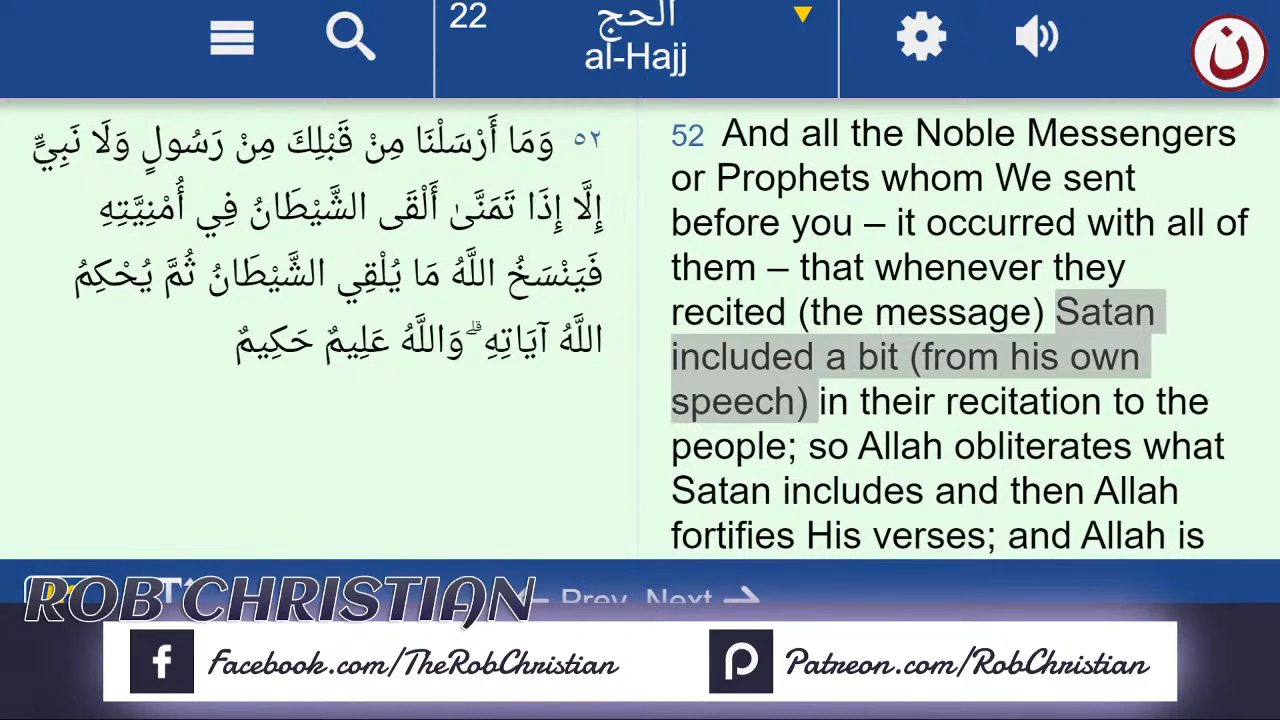 22
الحج
al-Hajj
ن
٥٢ وَمَا أَرْسَلْنَا مِنْ قَبْلِكَ مِنْ رَسُولٍ وَلَا نَبِيٍّ
إِلَّا إِذَا تَمَنَّىٰ أَلْقَى الشَّيْطَانُ فِي أُمْنِيَّتِهِ
فَيَنْسَخُ اللَّهُ مَا يُلْقِي الشَّيْطَانُ ثُمَّ يُحْكِمُ
اللَّهُ آيَاتِهِ ۗ وَاللَّهُ عَلِيمٌ حَكِيمٌ
52 And all the Noble Messengers
or Prophets whom We sent
before you – it occurred with all of
them – that whenever they
recited (the message) Satan
included a bit (from his own
speech) in their recitation to the
people; so Allah obliterates what
Satan includes and then Allah
fortifies His verses; and Allah is
ROB CHRISTIAN
← Prev Next →
Facebook.com/TheRobChristian
Patreon.com/RobChristian